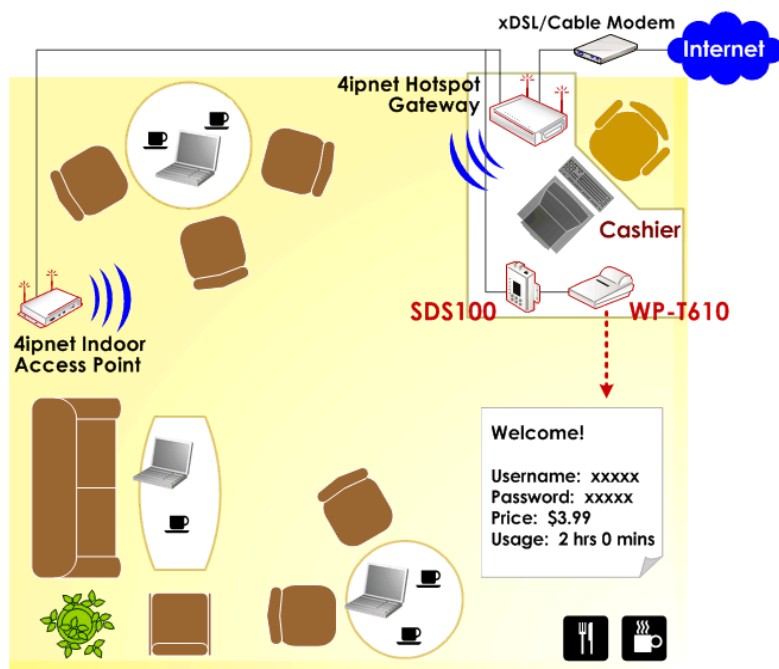 xDSL/Cable Modem
Internet
4ipnet Hotspot
Gateway
Cashier
SDS100
WP-T610
4ipnet Indoor
Access Point
Welcome!
Username: xxxxx
Password: xxxxx
Price: $3.99
Usage: 2 hrs 0 mins